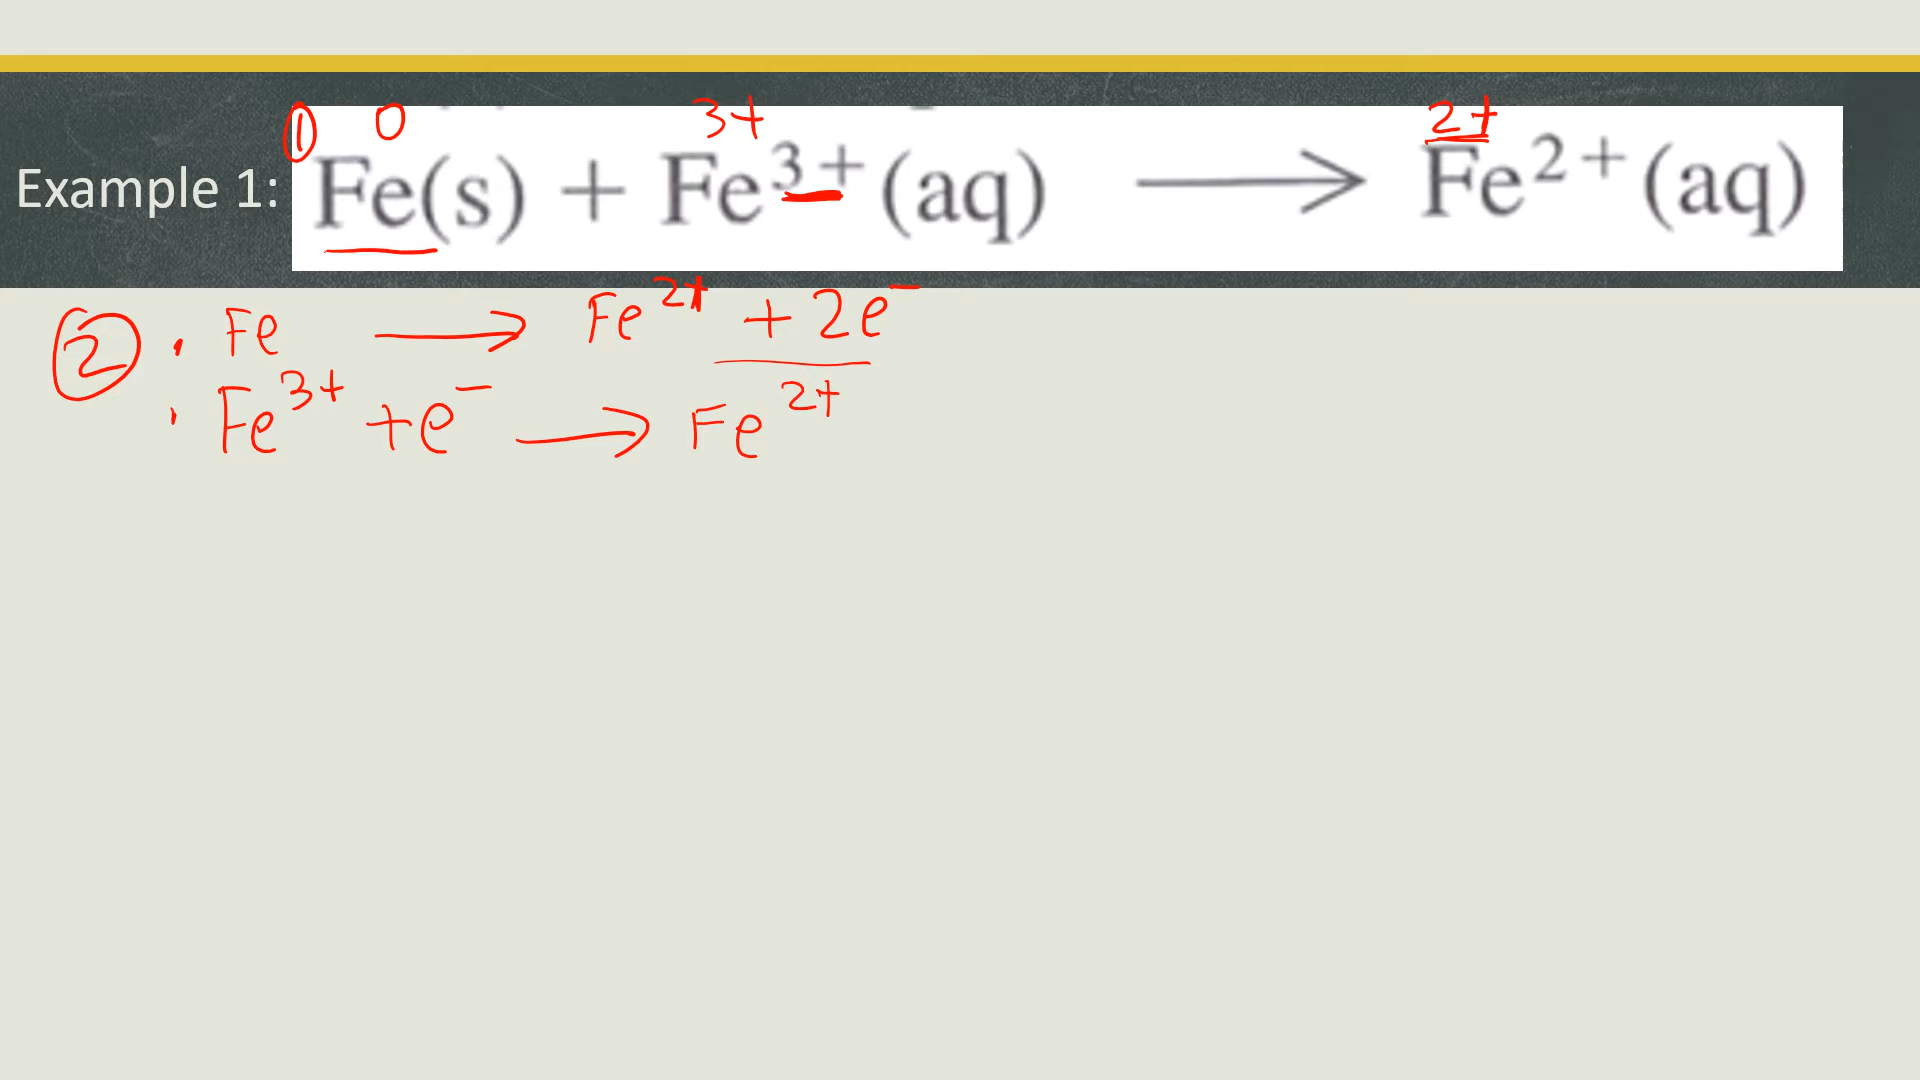 ① 0 3+ 2+
Example 1: Fe(s) + Fe³⁺(aq) ⟶ Fe²⁺(aq)
② · Fe ⟶ Fe²⁺ + 2e⁻
· Fe³⁺ + e⁻ ⟶ Fe²⁺